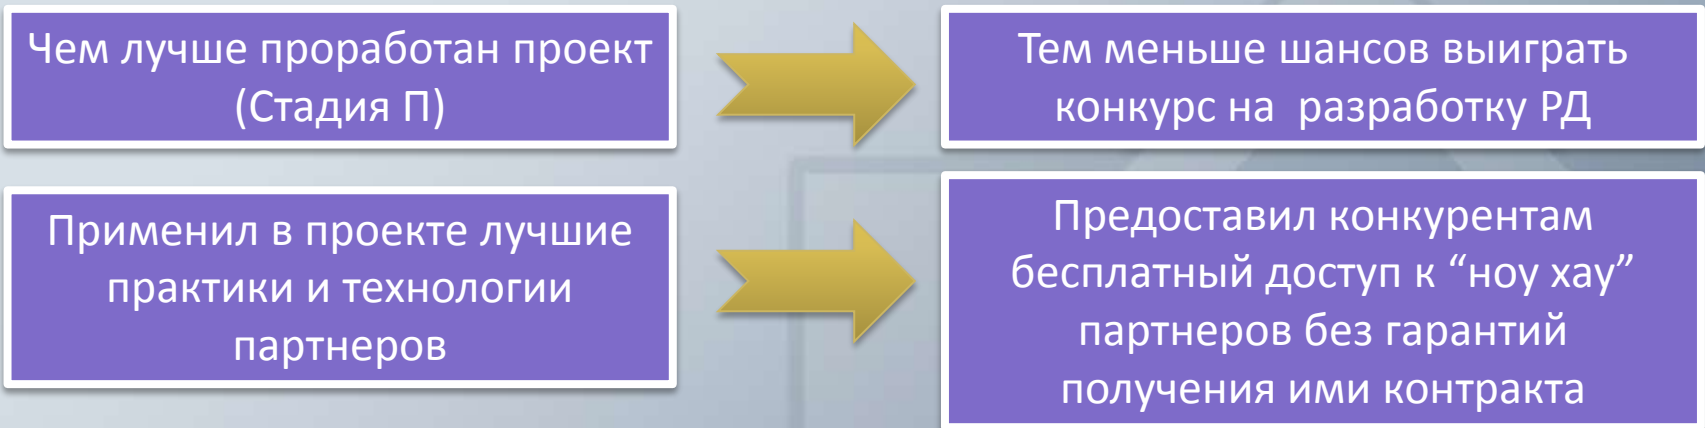 Чем лучше проработан проект
(Стадия П)
Тем меньше шансов выиграть
конкурс на разработку РД
Применил в проекте лучшие
практики и технологии
партнеров
Предоставил конкурентам
бесплатный доступ к “ноу хау”
партнеров без гарантий
получения ими контракта